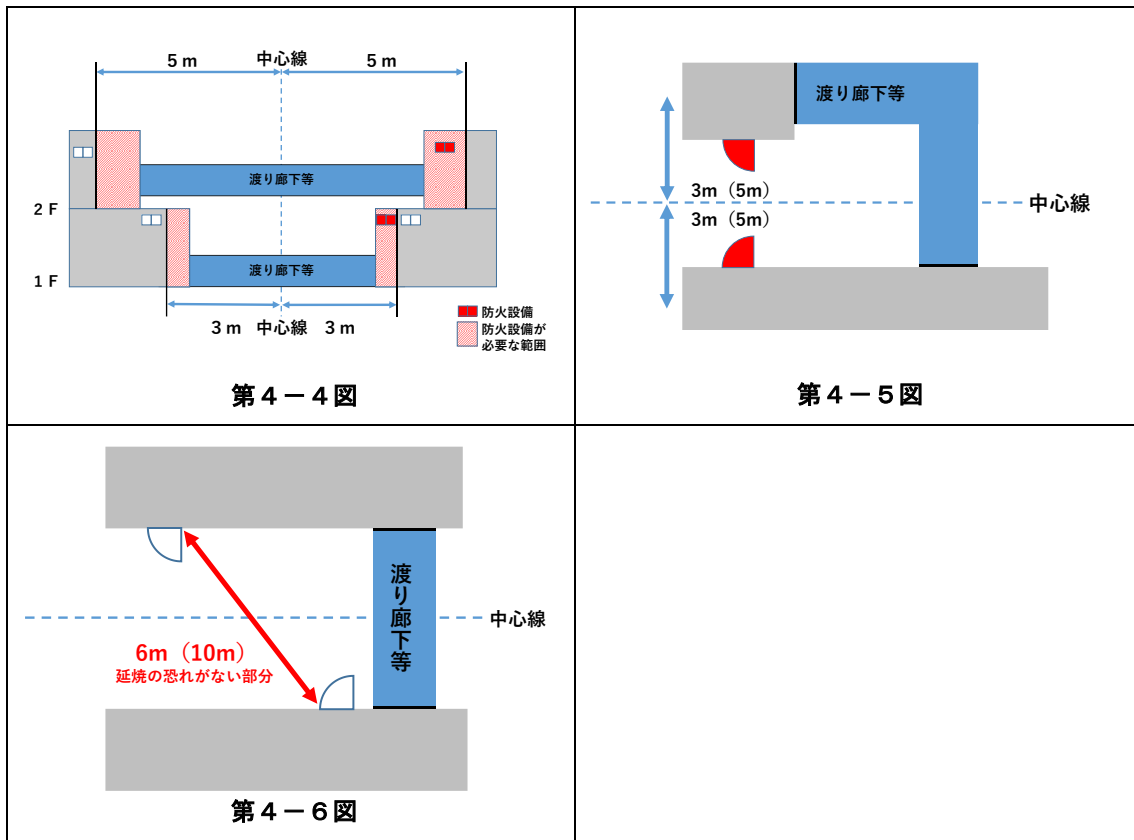 5ｍ 中心線 5ｍ
渡り廊下等
２Ｆ
渡り廊下等
１Ｆ
3ｍ 中心線 3ｍ
防火設備
防火設備が
必要な範囲
第４－４図
渡り廊下等
3m（5m）
中心線
3m（5m）
第４－５図
渡り廊下等
中心線
6m（10m）
延焼の恐れがない部分
第４－６図